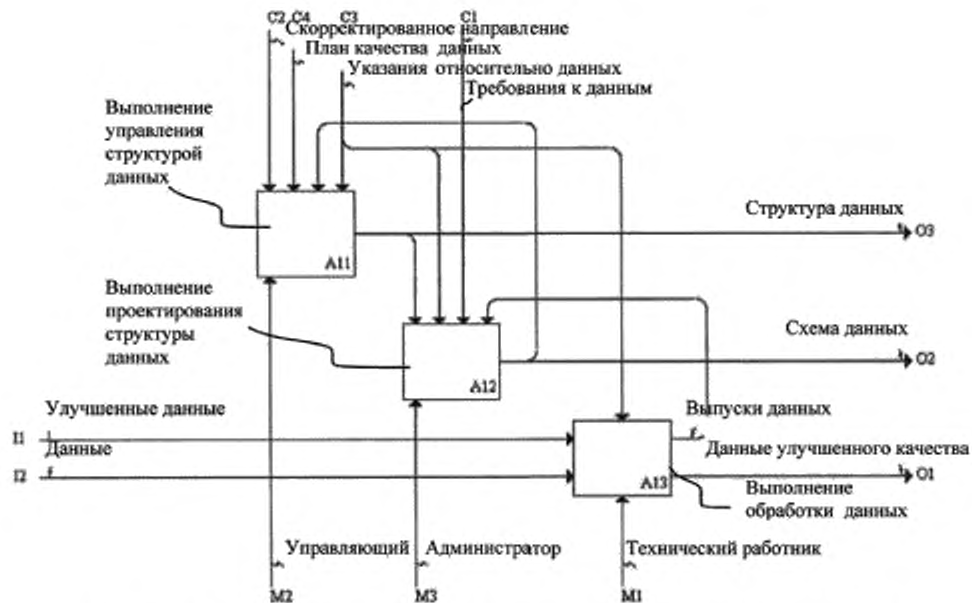 C2 C4 C3 C1
Скорректированное направление
План качества данных
Указания относительно данных
Требования к данным
Выполнение
управления
структурой
данных
A11
Структура данных
O3
Выполнение
проектирования
структуры
данных
A12
Схема данных
O2
Улучшенные данные
I1
Данные
I2
Выпуски данных
Данные улучшенного качества
A13
O1
Выполнение
обработки данных
Управляющий
Администратор
Технический работник
M2
M3
M1